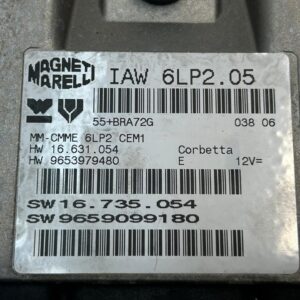 MAGNETI MARELLI
IAW 6LP2.05
55+BRA72G 038 06
MM-CMME 6LP2 CEM1
HW 16.631.054 Corbetta
HW 9653979480 E 12V=
SW16.735.054
SW9659099180